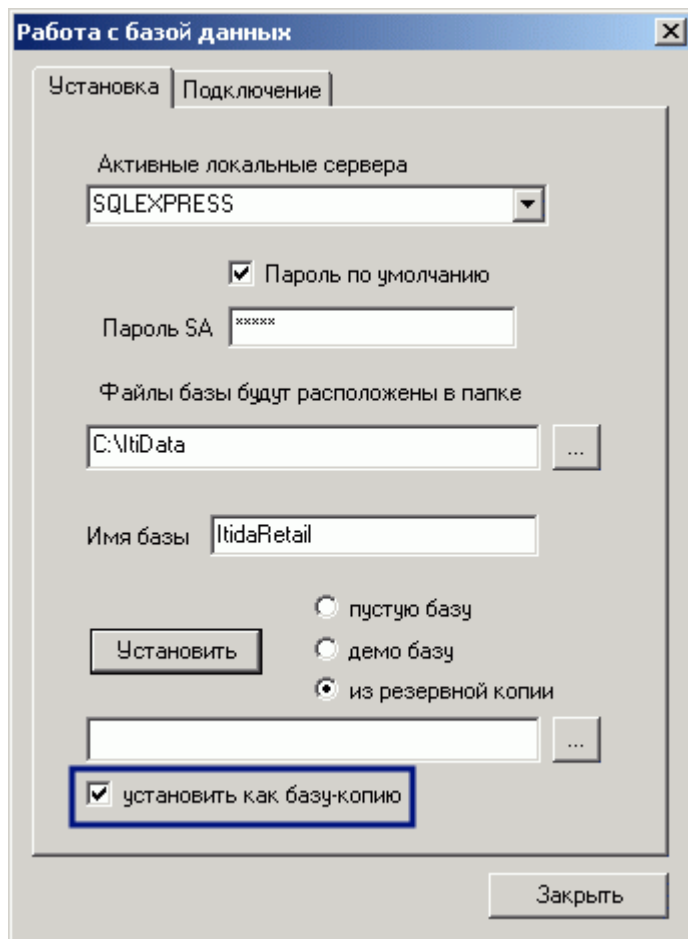 Работа с базой данных
Установка Подключение
Активные локальные сервера
SQLEXPRESS
Пароль по умолчанию
Пароль SA *****
Файлы базы будут расположены в папке
C:\ItiData ...
Имя базы ItidaRetail
пустую базу
Установить демо базу
из резервной копии
...
установить как базу-копию
Закрыть